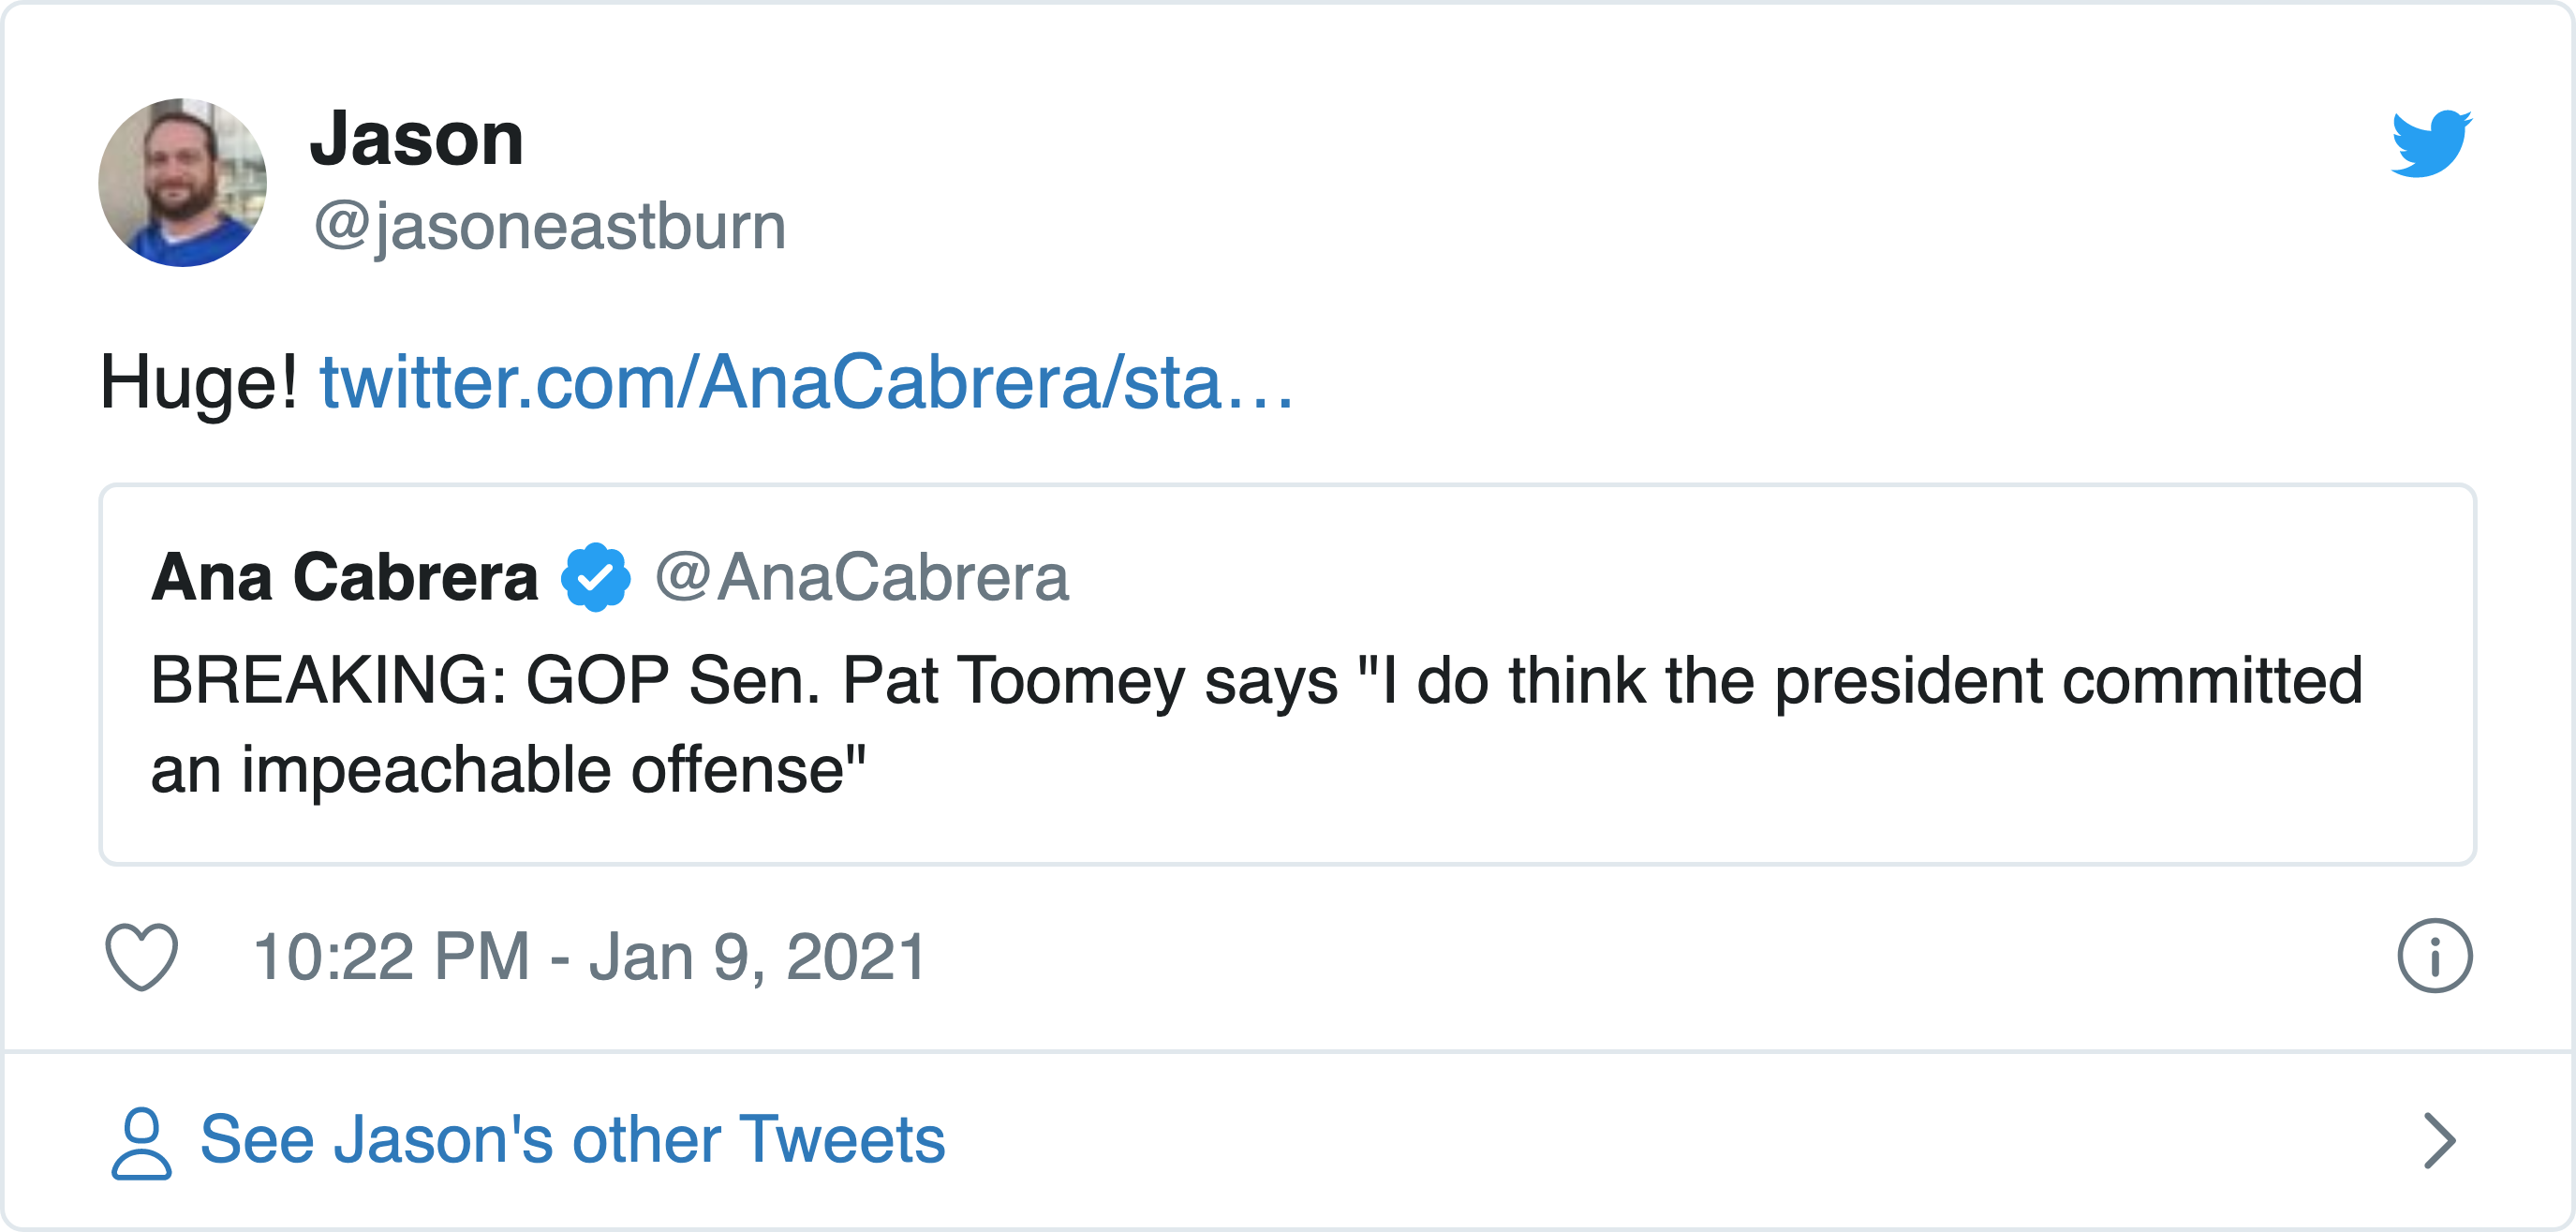 Jason
@jasoneastburn
Huge! twitter.com/AnaCabrera/sta…
Ana Cabrera @AnaCabrera
BREAKING: GOP Sen. Pat Toomey says "I do think the president committed
an impeachable offense"
10:22 PM - Jan 9, 2021
See Jason's other Tweets